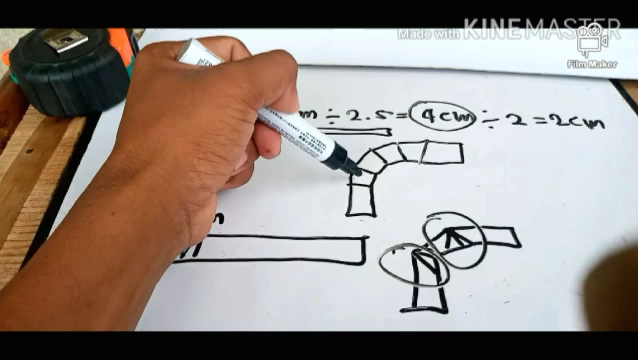 Made with KINEMASTER
Film Maker
m ÷ 2.5 = 4cm ÷ 2 = 2cm